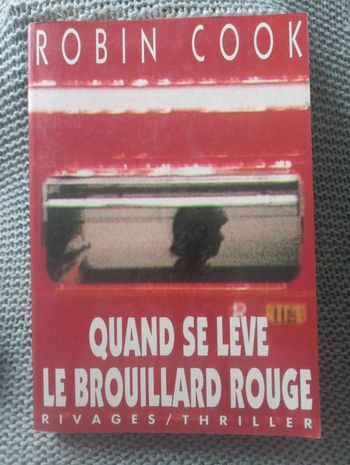 ROBIN COOK
QUAND SE LÈVE
LE BROUILLARD ROUGE
RIVAGES/THRILLER